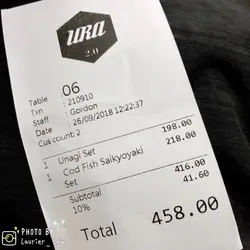 URA
2.0
Table : 06
Txn : 210910
Staff : Gordon
Date : 26/09/2018 12:22:37
Cus count: 2
1 Unagi Set 198.00
1 Cod Fish Saikyoyaki 218.00
Set
Subtotal 416.00
10% 41.60
Total 458.00
PHOTO BY
Laurier